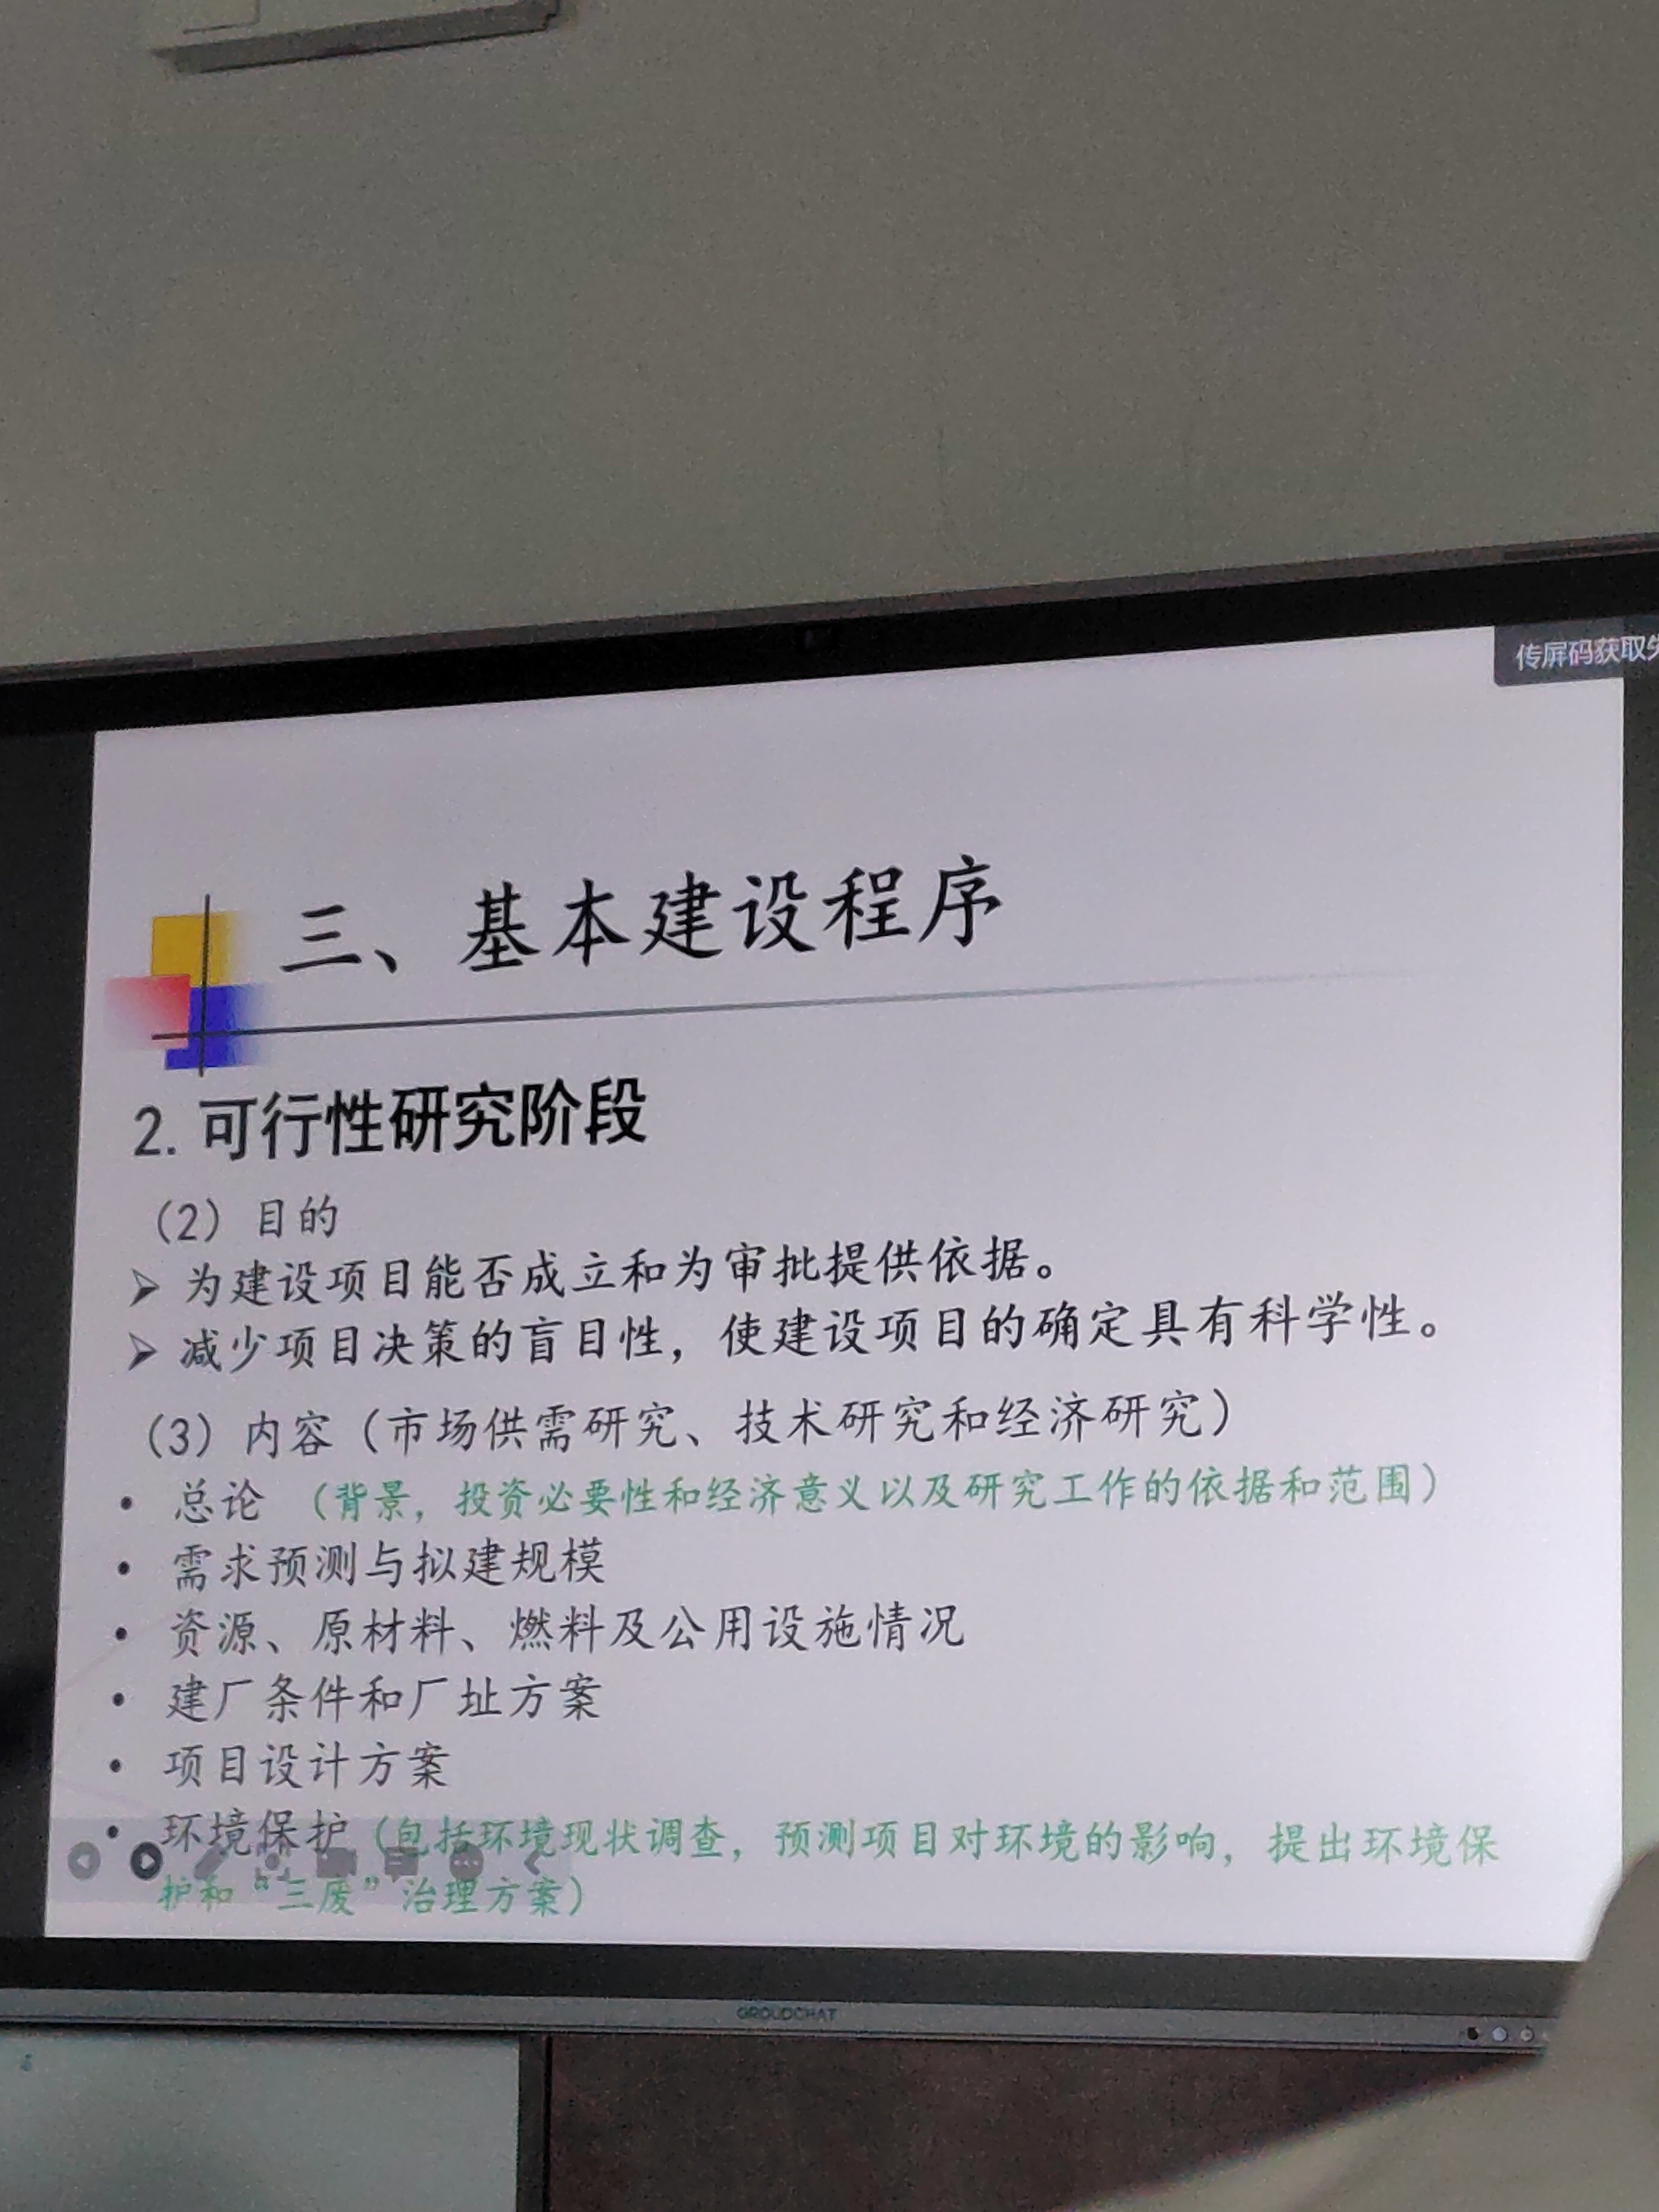 传屏码获取
三、基本建设程序
2. 可行性研究阶段
（2）目的
➢ 为建设项目能否成立和为审批提供依据。
➢ 减少项目决策的盲目性，使建设项目的确定具有科学性。
（3）内容（市场供需研究、技术研究和经济研究）
• 总论 （背景，投资必要性和经济意义以及研究工作的依据和范围）
• 需求预测与拟建规模
• 资源、原材料、燃料及公用设施情况
• 建厂条件和厂址方案
• 项目设计方案
• 环境保护（包括环境现状调查，预测项目对环境的影响，提出环境保
护和“三废”治理方案）